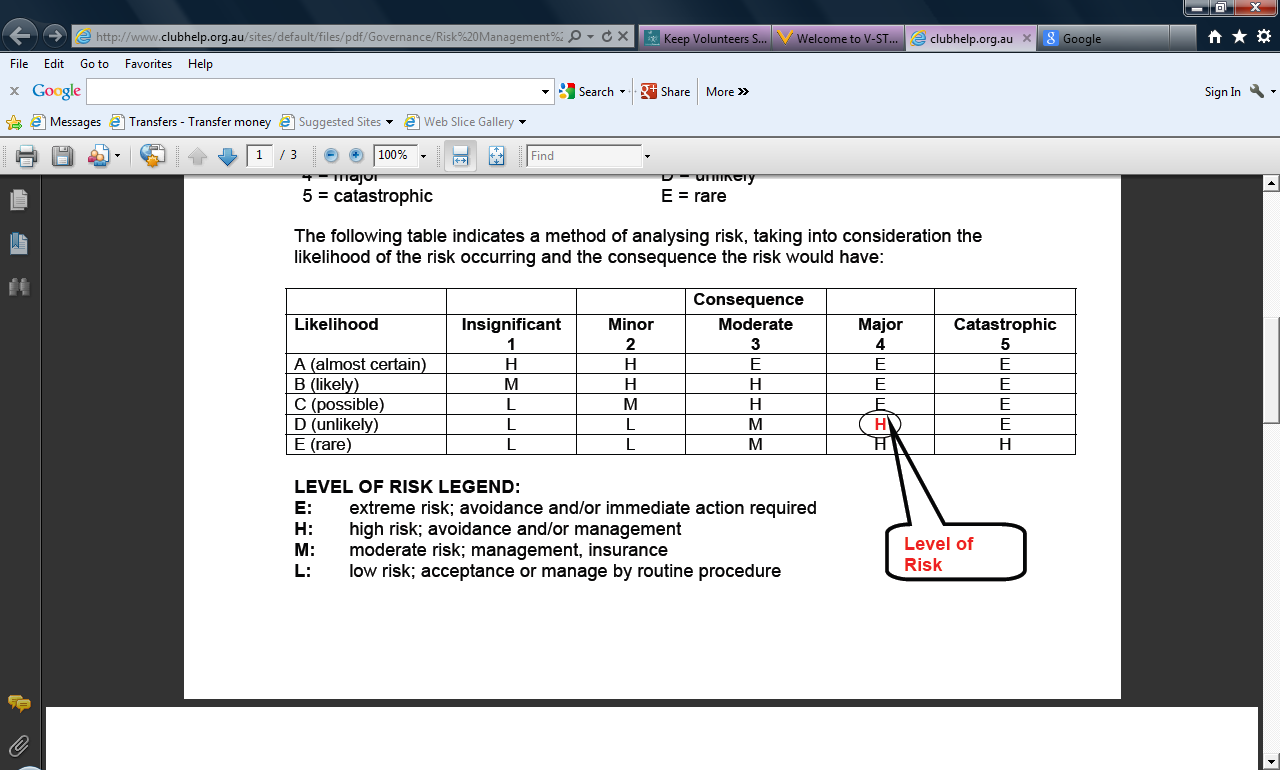 http://www.clubhelp.org.au/sites/default/files/pdf/Governance/Risk%20Management%2
Keep Volunteers S...
Welcome to V-ST...
clubhelp.org.au
Google
File Edit Go to Favorites Help
x Google Search Share More »
Sign In
Messages Transfers - Transfer money Suggested Sites Web Slice Gallery
1 / 3 100% Find
4 = major D = unlikely
5 = catastrophic E = rare
The following table indicates a method of analysing risk, taking into consideration the
likelihood of the risk occurring and the consequence the risk would have:
Consequence
Likelihood Insignificant Minor Moderate Major Catastrophic
1 2 3 4 5
A (almost certain) H H E E E
B (likely) M H H E E
C (possible) L M H E E
D (unlikely) L L M H E
E (rare) L L M H H
LEVEL OF RISK LEGEND:
E: extreme risk; avoidance and/or immediate action required
H: high risk; avoidance and/or management
M: moderate risk; management, insurance
L: low risk; acceptance or manage by routine procedure
Level of
Risk